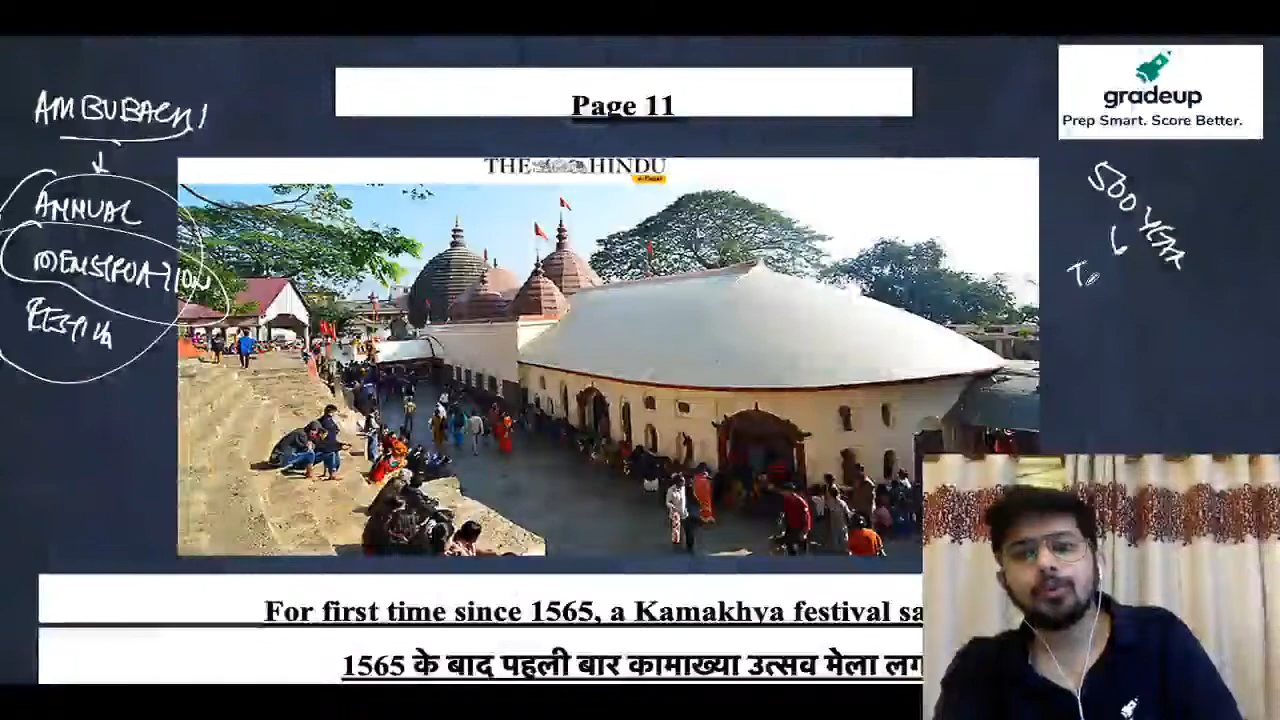 Page 11
gradeup
Prep Smart. Score Better.
AMBUBACHI
ANNUAL
MENSTRUATION
THE HINDU
500 YEAR
For first time since 1565, a Kamakhya festival sa
1565 के बाद पहली बार कामाख्या उत्सव मेला लग